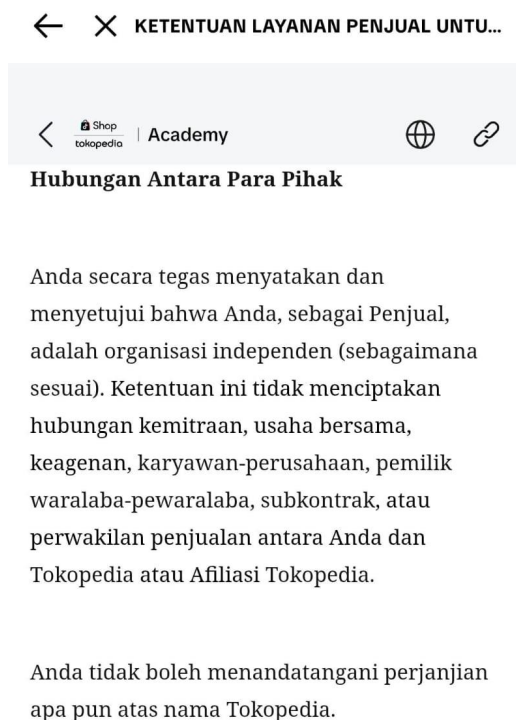 KETENTUAN LAYANAN PENJUAL UNTU...
Shop
tokopedia
Academy
Hubungan Antara Para Pihak
Anda secara tegas menyatakan dan
menyetujui bahwa Anda, sebagai Penjual,
adalah organisasi independen (sebagaimana
sesuai). Ketentuan ini tidak menciptakan
hubungan kemitraan, usaha bersama,
keagenan, karyawan-perusahaan, pemilik
waralaba-pewaralaba, subkontrak, atau
perwakilan penjualan antara Anda dan
Tokopedia atau Afiliasi Tokopedia.
Anda tidak boleh menandatangani perjanjian
apa pun atas nama Tokopedia.